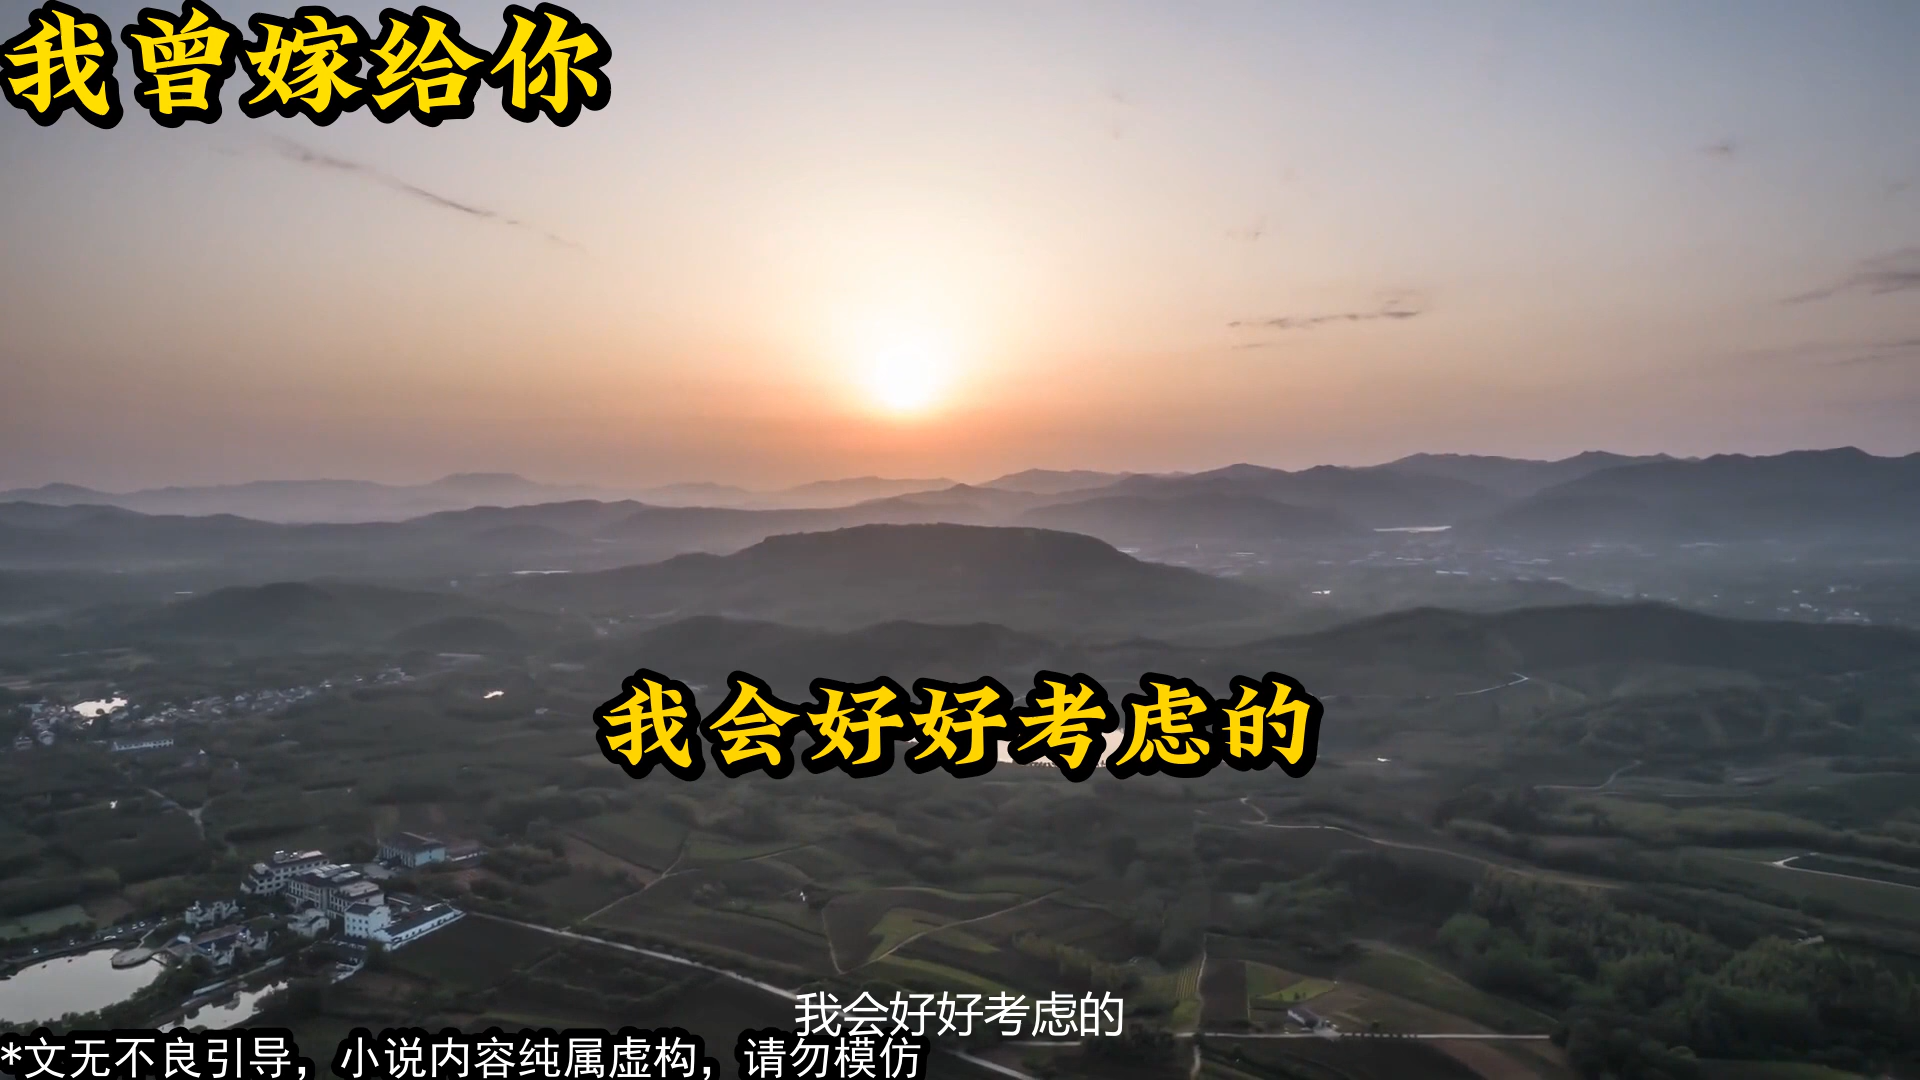 我曾嫁给你
我会好好考虑的
我会好好考虑的
*文无不良引导，小说内容纯属虚构，请勿模仿